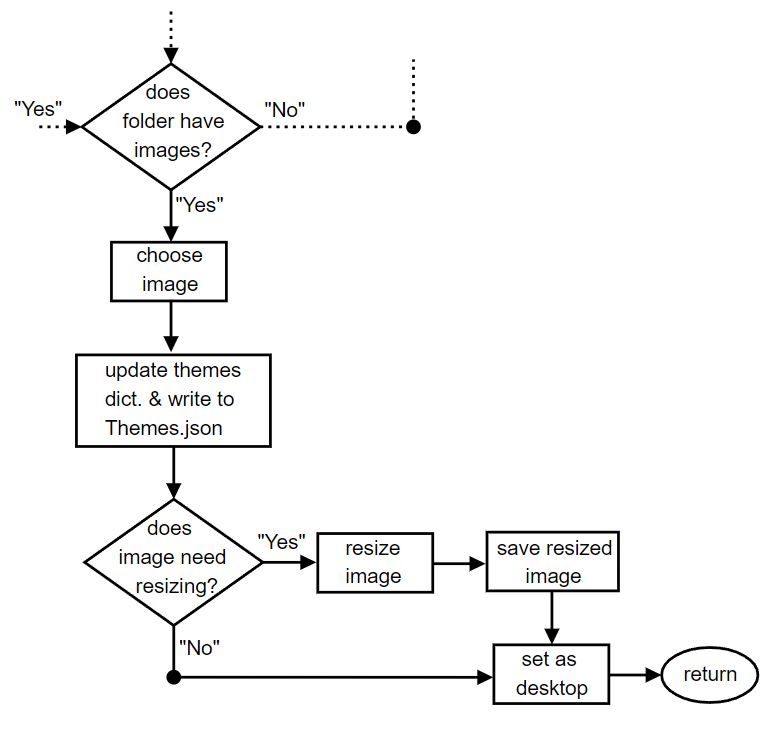 does
"Yes"
"No"
folder have
images?
"Yes"
choose
image
update themes
dict. & write to
Themes.json
does
image need
resizing?
"Yes"
resize
image
save resized
image
"No"
set as
desktop
return